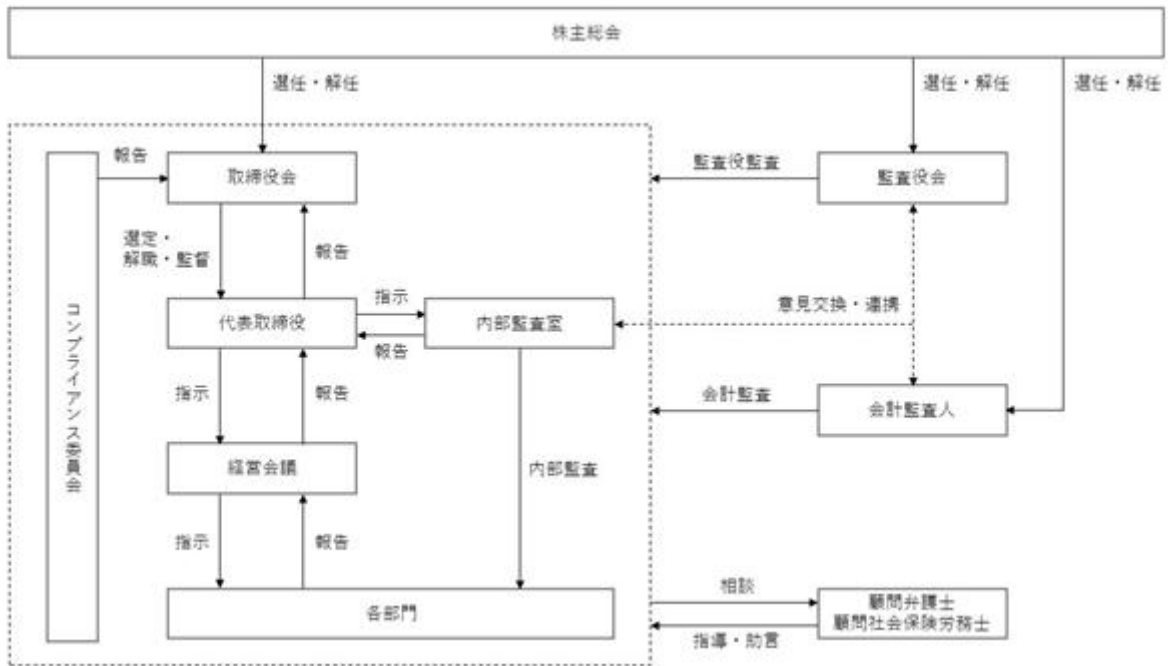 株主総会
選任・解任
選任・解任
選任・解任
報告
取締役会
監査役監査
監査役会
選定・
解職・監督
報告
コンプライアンス委員会
代表取締役
指示
報告
内部監査室
意見交換・連携
指示
報告
会計監査
会計監査人
経営会議
内部監査
指示
報告
各部門
相談
指導・助言
顧問弁護士
顧問社会保険労務士